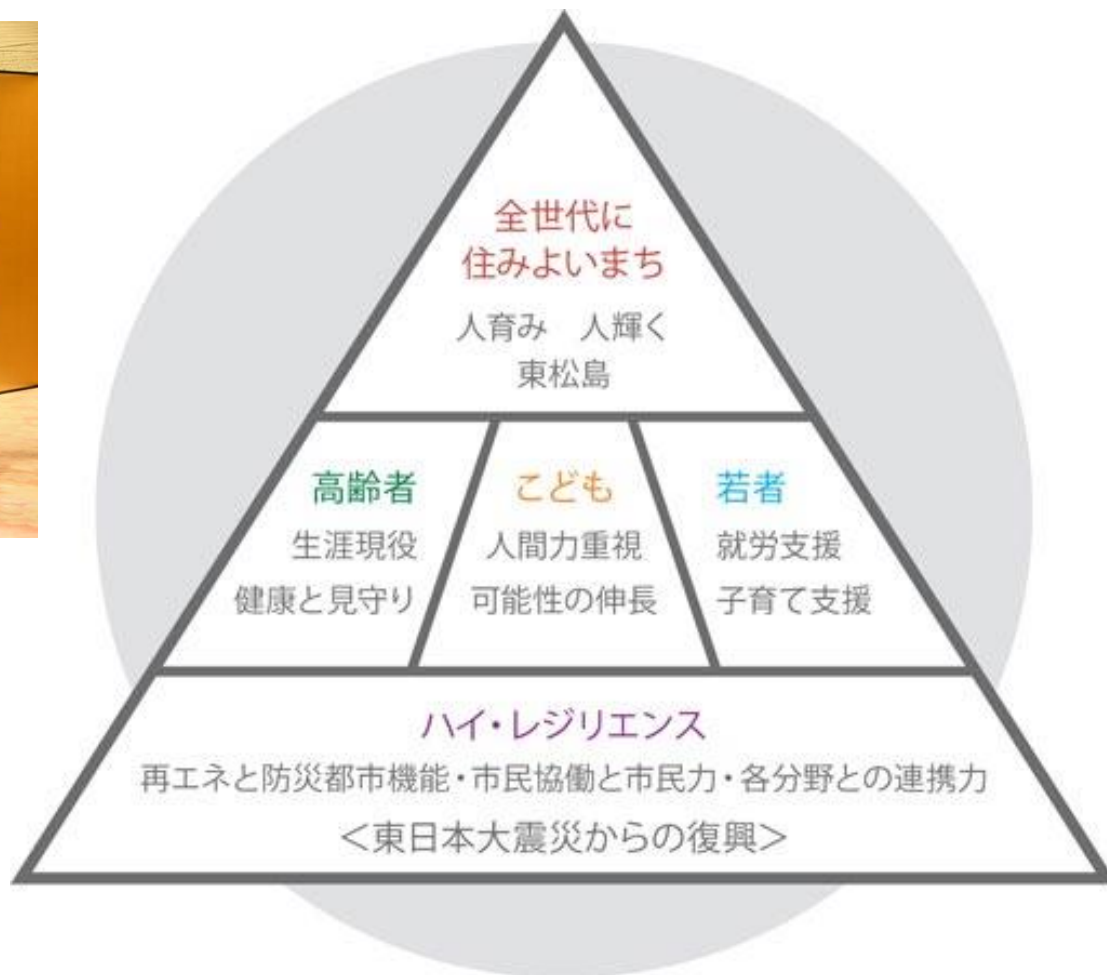 全世代に
住みよいまち
人育み 人輝く
東松島
高齢者
生涯現役
健康と見守り
こども
人間力重視
可能性の伸長
若者
就労支援
子育て支援
ハイ・レジリエンス
再エネと防災都市機能・市民協働と市民力・各分野との連携力
＜東日本大震災からの復興＞